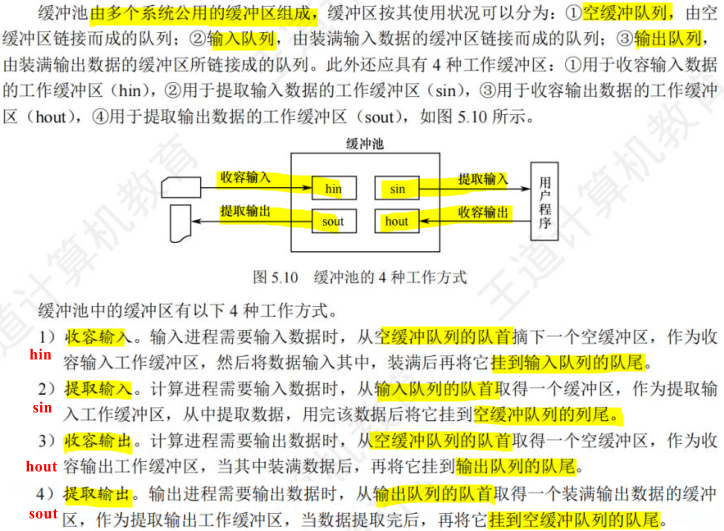 缓冲池由多个系统公用的缓冲区组成，缓冲区按其使用状况可以分为：①空缓冲队列，由空
缓冲区链接而成的队列；②输入队列，由装满输入数据的缓冲区链接而成的队列；③输出队列，
由装满输出数据的缓冲区所链接成的队列。此外还应具有 4 种工作缓冲区：①用于收容输入数据
的工作缓冲区（hin），②用于提取输入数据的工作缓冲区（sin），③用于收容输出数据的工作缓冲
区（hout），④用于提取输出数据的工作缓冲区（sout），如图 5.10 所示。
缓冲池
收容输入
hin
sin
提取输入
提取输出
sout
hout
收容输出
用户程序
图 5.10 缓冲池的 4 种工作方式
缓冲池中的缓冲区有以下 4 种工作方式。
1）收容输入。输入进程需要输入数据时，从空缓冲队列的队首摘下一个空缓冲区，作为收
hin
容输入工作缓冲区，然后将数据输入其中，装满后再将它挂到输入队列的队尾。
2）提取输入。计算进程需要输入数据时，从输入队列的队首取得一个缓冲区，作为提取输
sin
入工作缓冲区，从中提取数据，用完该数据后将它挂到空缓冲队列的列尾。
3）收容输出。计算进程需要输出数据时，从空缓冲队列的队首取得一个空缓冲区，作为收
hout
容输出工作缓冲区，当其中装满数据后，再将它挂到输出队列的队尾。
4）提取输出。输出进程需要输出数据时，从输出队列的队首取得一个装满输出数据的缓冲
sout
区，作为提取输出工作缓冲区，当数据提取完后，再将它挂到空缓冲队列的队尾。
王道计算机教育
王道计算机教育